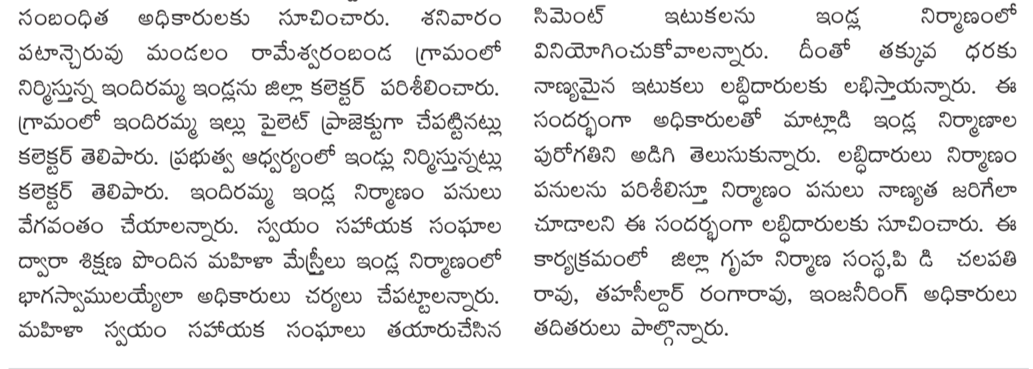 సంబంధిత అధికారులకు సూచించారు. శనివారం
పటాన్చెరువు మండలం రామేశ్వరంబండ గ్రామంలో
నిర్మిస్తున్న ఇందిరమ్మ ఇండ్లను జిల్లా కలెక్టర్ పరిశీలించారు.
గ్రామంలో ఇందిరమ్మ ఇల్లు పైలెట్ ప్రాజెక్టుగా చేపట్టినట్లు
కలెక్టర్ తెలిపారు. ప్రభుత్వ ఆధ్వర్యంలో ఇండ్లు నిర్మిస్తున్నట్లు
కలెక్టర్ తెలిపారు. ఇందిరమ్మ ఇండ్ల నిర్మాణం పనులు
వేగవంతం చేయాలన్నారు. స్వయం సహాయక సంఘాల
ద్వారా శిక్షణ పొందిన మహిళా మేస్త్రీలు ఇండ్ల నిర్మాణంలో
భాగస్వాములయ్యేలా అధికారులు చర్యలు చేపట్టాలన్నారు.
మహిళా స్వయం సహాయక సంఘాలు తయారుచేసిన
సిమెంట్ ఇటుకలను ఇండ్ల నిర్మాణంలో
వినియోగించుకోవాలన్నారు. దీంతో తక్కువ ధరకు
నాణ్యమైన ఇటుకలు లబ్ధిదారులకు లభిస్తాయన్నారు. ఈ
సందర్భంగా అధికారులతో మాట్లాడి ఇండ్ల నిర్మాణాల
పురోగతిని అడిగి తెలుసుకున్నారు. లబ్ధిదారులు నిర్మాణం
పనులను పరిశీలిస్తూ నిర్మాణం పనులు నాణ్యత జరిగేలా
చూడాలని ఈ సందర్భంగా లబ్ధిదారులకు సూచించారు. ఈ
కార్యక్రమంలో జిల్లా గృహ నిర్మాణ సంస్థ,పి డి చలపతి
రావు, తహసీల్దార్ రంగారావు, ఇంజనీరింగ్ అధికారులు
తదితరులు పాల్గొన్నారు.